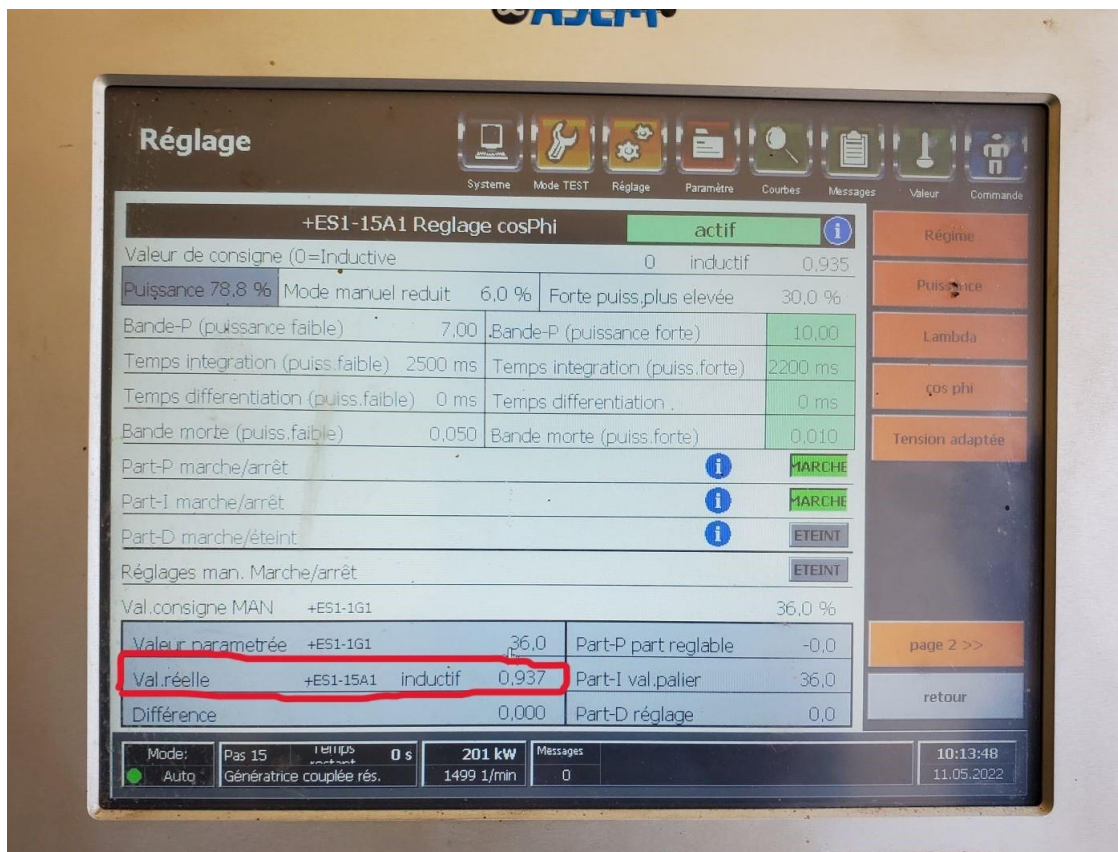 ASEM
Réglage
Systeme Mode TEST Réglage Paramètre Courbes Messages Valeur Commande
+ES1-15A1 Reglage cosPhi actif i
Régime
Valeur de consigne (0=Inductive 0 inductif 0,935
Puissance 78,8 % Mode manuel reduit 6,0 % Forte puiss,plus elevée 30,0 %
Puissance
Bande-P (puissance faible) 7,00 Bande-P (puissance forte) 10,00
Lambda
Temps integration (puiss.faible) 2500 ms Temps integration (puiss.forte) 2200 ms
Temps differentiation (puiss.faible) 0 ms Temps differentiation . 0 ms
cos phi
Bande morte (puiss.faible) 0,050 Bande morte (puiss.forte) 0,010
Tension adaptée
Part-P marche/arrêt i MARCHE
Part-I marche/arrêt i MARCHE
Part-D marche/éteint i ETEINT
Réglages man. Marche/arrêt ETEINT
Val.consigne MAN +ES1-1G1 36,0 %
Valeur parametrée +ES1-1G1 36,0 Part-P part reglable -0,0
page 2 >>
Val.réelle +ES1-15A1 inductif 0,937 Part-I val.palier 36,0
retour
Différence 0,000 Part-D réglage 0,0
Mode: Pas 15 Temps restant 0 s 201 kW Messages 10:13:48
Auto Génératrice couplée rés. 1499 1/min 0 11.05.2022